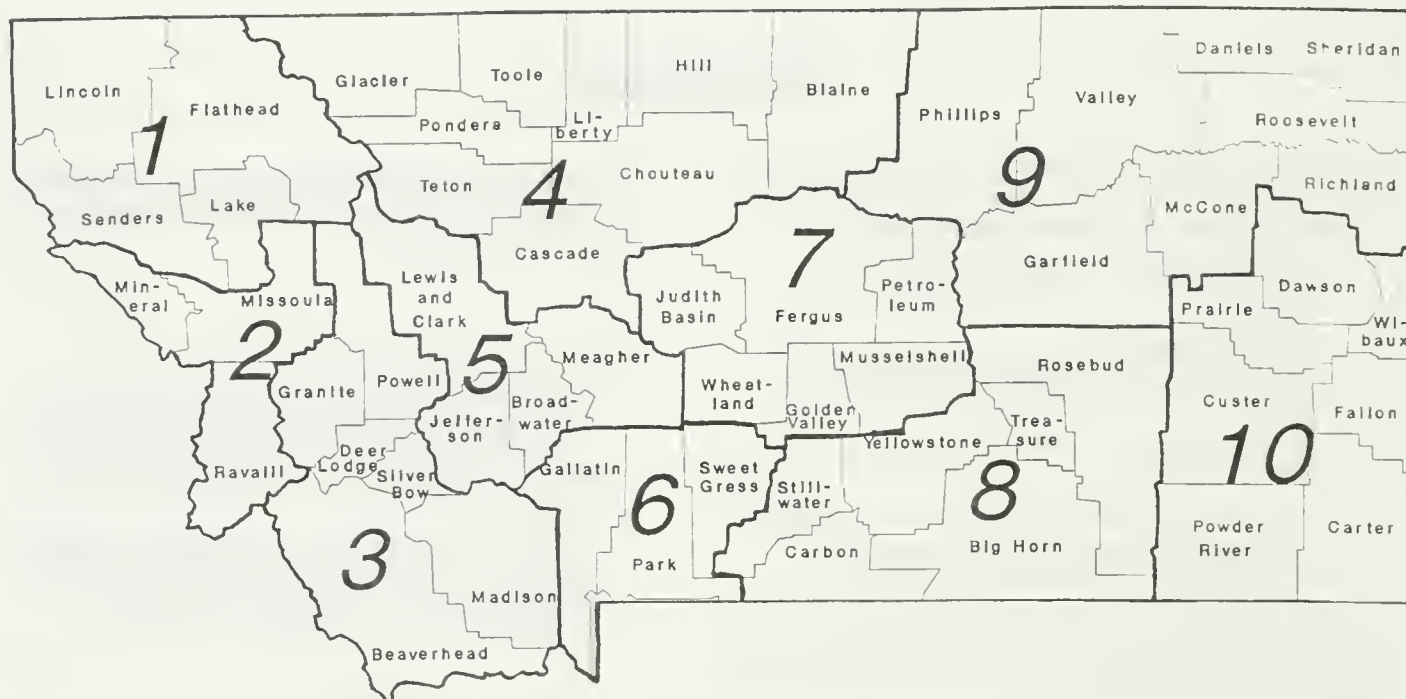 Lincoln
Flathead
1
Senders
Lake
Glacier
Toole
Hill
Blaine
Pondera
Li-
berty
Teton
4
Chouteau
Cascade
Phillips
Valley
Daniels
Sheridan
Roosevelt
9
Richland
McCone
Garfield
Min-
eral
Missoula
2
Ravalli
Lewis
and
Clark
5
Meagher
Powell
Granite
Jeffer-
son
Broad-
water
Deer
Lodge
Silver
Bow
3
Madison
Beaverhead
Judith
Basin
7
Fergus
Petro-
leum
Wheat-
land
Golden
Valley
Musselshell
Gallatin
6
Park
Sweet
Gress
Still-
water
Yellowstone
Carbon
8
Big Horn
Trea-
sure
Rosebud
Prairie
Dawson
Wi-
baux
Custer
Fallon
10
Powder
River
Carter